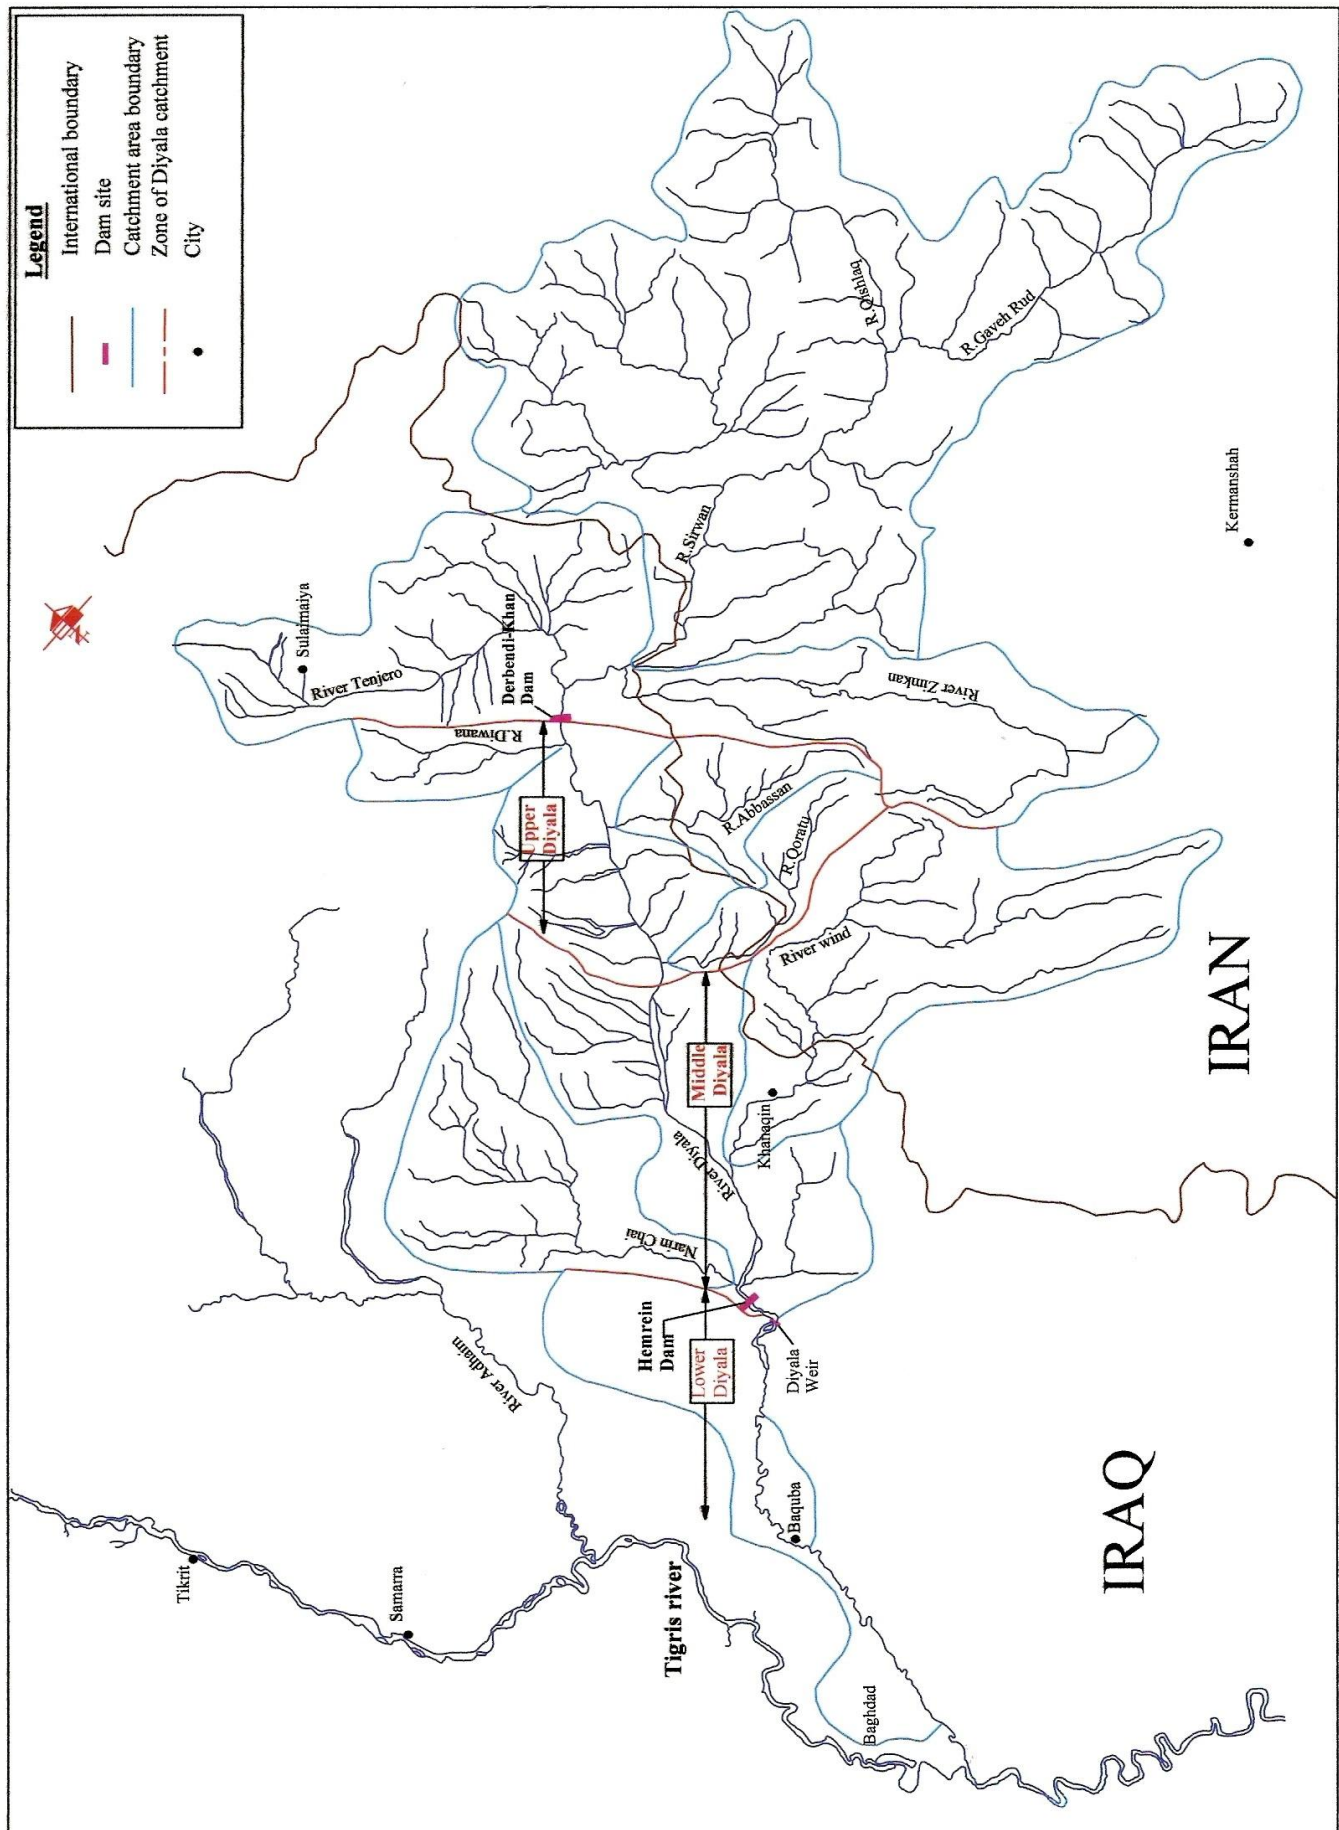 Legend
International boundary
Dam site
Catchment area boundary
Zone of Diyala catchment
City
Tikrit
Samarra
River Adhaim
Tigris river
Baghdad
Baquba
IRAQ
Lower
Diyala
Hemrein
Dam
Diyala
Weir
Narin Chai
River Diyala
Middle
Diyala
Khahaqin
River wind
IRAN
Upper
Diyala
R.Qoratu
R.Abbassan
R.Diwana
Derbendi-Khan
Dam
River Tenjero
Sulaimaiya
River Zimkan
R.Sirwan
Kermanshah
R.Qishlaq
R.Gaveh Rud